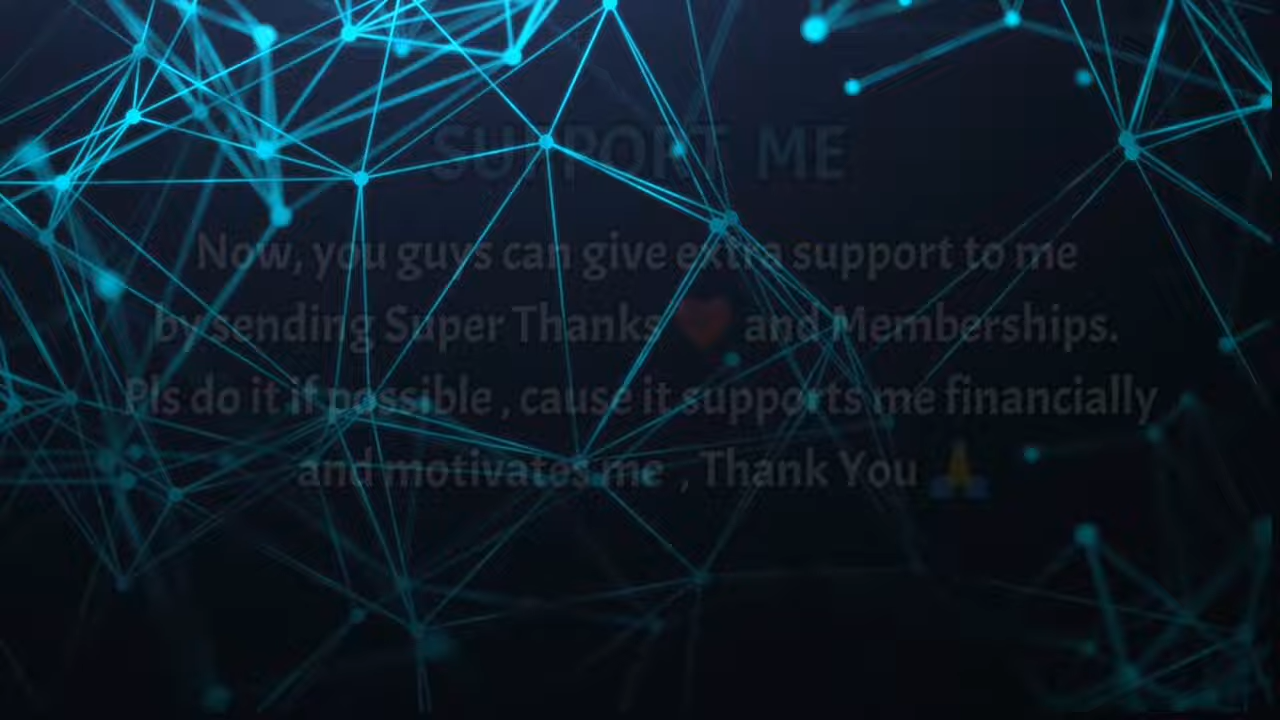 SUPPORT ME
Now, you guys can give extra support to me
by sending Super Thanks ❤️ and Memberships.
Pls do it if possible , cause it supports me financially
and motivates me , Thank You 🙏